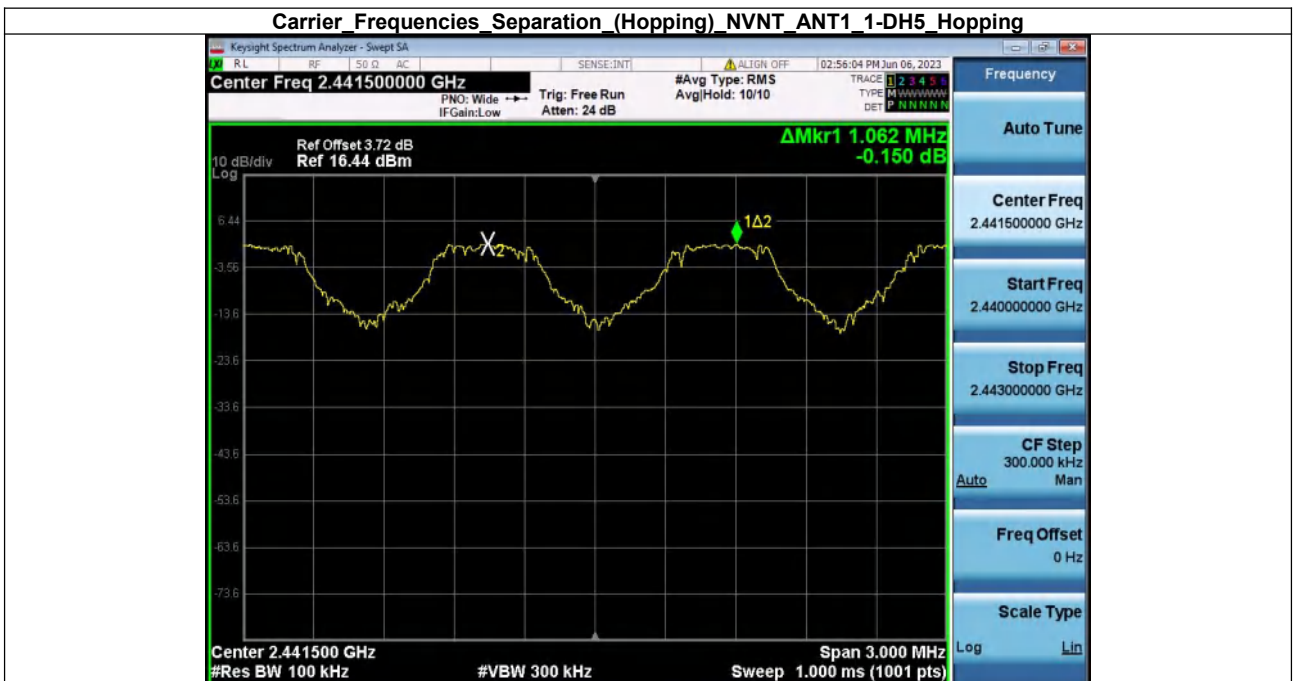 Carrier_Frequencies_Separation_(Hopping)_NVNT_ANT1_1-DH5_Hopping
Keysight Spectrum Analyzer - Swept SA
RL RF 50 Ω AC SENSE:INT ALIGN OFF 02:56:04 PM Jun 06, 2023
Center Freq 2.441500000 GHz
PNO: Wide
IFGain:Low
Trig: Free Run
Atten: 24 dB
#Avg Type: RMS
Avg|Hold: 10/10
TRACE 1 2 3 4 5 6
TYPE M WWWWW
DET P N N N N N
ΔMkr1 1.062 MHz
-0.150 dB
Ref Offset 3.72 dB
10 dB/div Ref 16.44 dBm
Log
6.44
-3.56
-13.6
-23.6
-33.6
-43.6
-53.6
-63.6
-73.6
X2
1Δ2
Center 2.441500 GHz Span 3.000 MHz
#Res BW 100 kHz #VBW 300 kHz Sweep 1.000 ms (1001 pts)
Frequency
Auto Tune
Center Freq
2.441500000 GHz
Start Freq
2.440000000 GHz
Stop Freq
2.443000000 GHz
CF Step
300.000 kHz
Auto Man
Freq Offset
0 Hz
Scale Type
Log Lin